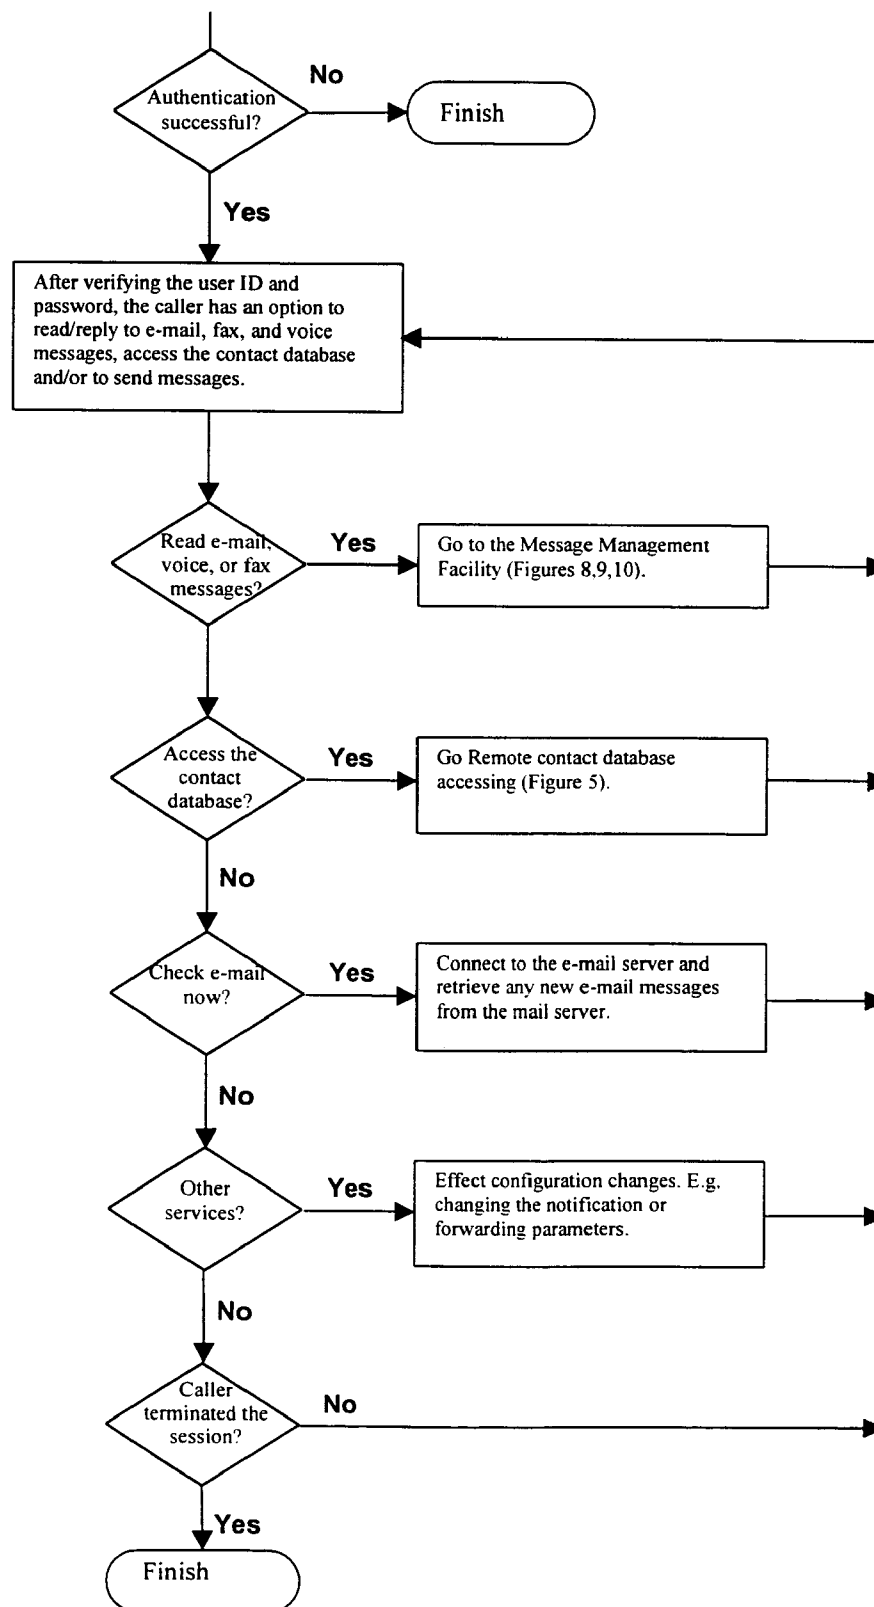 No
Authentication
successful?
Finish
Yes
After verifying the user ID and
password, the caller has an option to
read/reply to e-mail, fax, and voice
messages, access the contact database
and/or to send messages.
Read e-mail,
voice, or fax
messages?
Yes
Go to the Message Management
Facility (Figures 8,9,10).
Access the
contact
database?
Yes
Go Remote contact database
accessing (Figure 5).
No
Check e-mail
now?
Yes
Connect to the e-mail server and
retrieve any new e-mail messages
from the mail server.
No
Other
services?
Yes
Effect configuration changes. E.g.
changing the notification or
forwarding parameters.
No
Caller
terminated the
session?
No
Yes
Finish